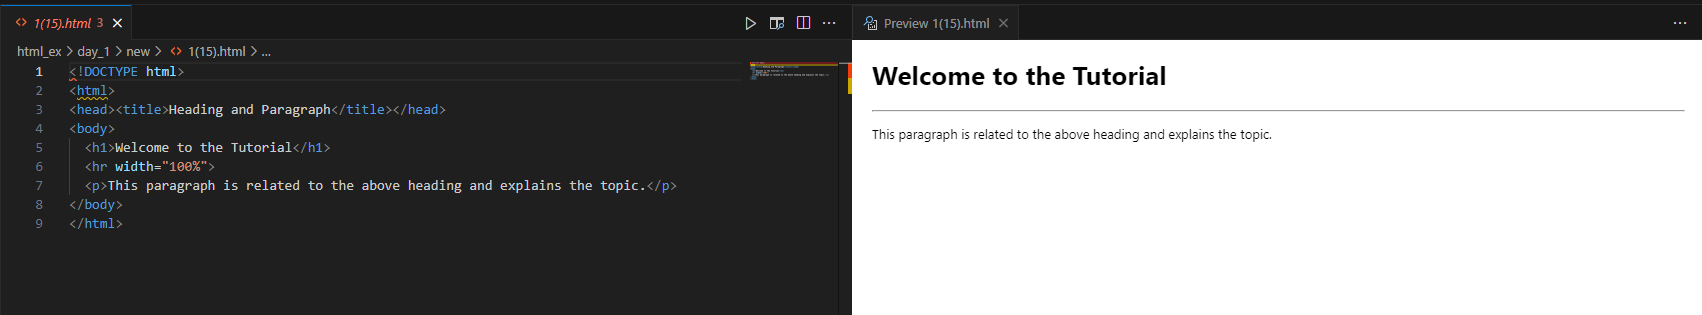 1(15).html 3
html_ex > day_1 > new > 1(15).html > ...
1 <!DOCTYPE html>
2 <html>
3 <head><title>Heading and Paragraph</title></head>
4 <body>
5 <h1>Welcome to the Tutorial</h1>
6 <hr width="100%">
7 <p>This paragraph is related to the above heading and explains the topic.</p>
8 </body>
9 </html>
Preview 1(15).html
Welcome to the Tutorial
This paragraph is related to the above heading and explains the topic.